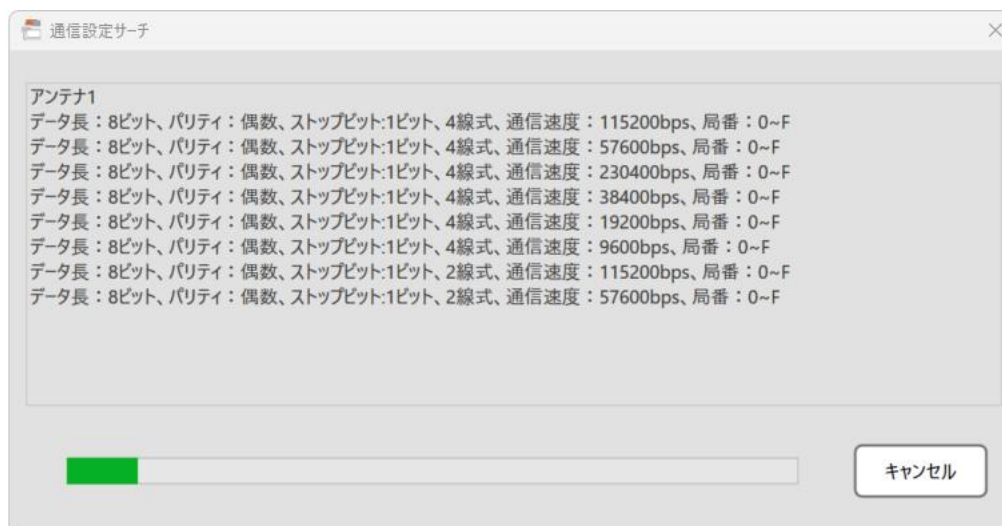 通信設定サーチ
アンテナ1
データ長：8ビット、パリティ：偶数、ストップビット:1ビット、4線式、通信速度：115200bps、局番：0~F
データ長：8ビット、パリティ：偶数、ストップビット:1ビット、4線式、通信速度：57600bps、局番：0~F
データ長：8ビット、パリティ：偶数、ストップビット:1ビット、4線式、通信速度：230400bps、局番：0~F
データ長：8ビット、パリティ：偶数、ストップビット:1ビット、4線式、通信速度：38400bps、局番：0~F
データ長：8ビット、パリティ：偶数、ストップビット:1ビット、4線式、通信速度：19200bps、局番：0~F
データ長：8ビット、パリティ：偶数、ストップビット:1ビット、4線式、通信速度：9600bps、局番：0~F
データ長：8ビット、パリティ：偶数、ストップビット:1ビット、2線式、通信速度：115200bps、局番：0~F
データ長：8ビット、パリティ：偶数、ストップビット:1ビット、2線式、通信速度：57600bps、局番：0~F
キャンセル